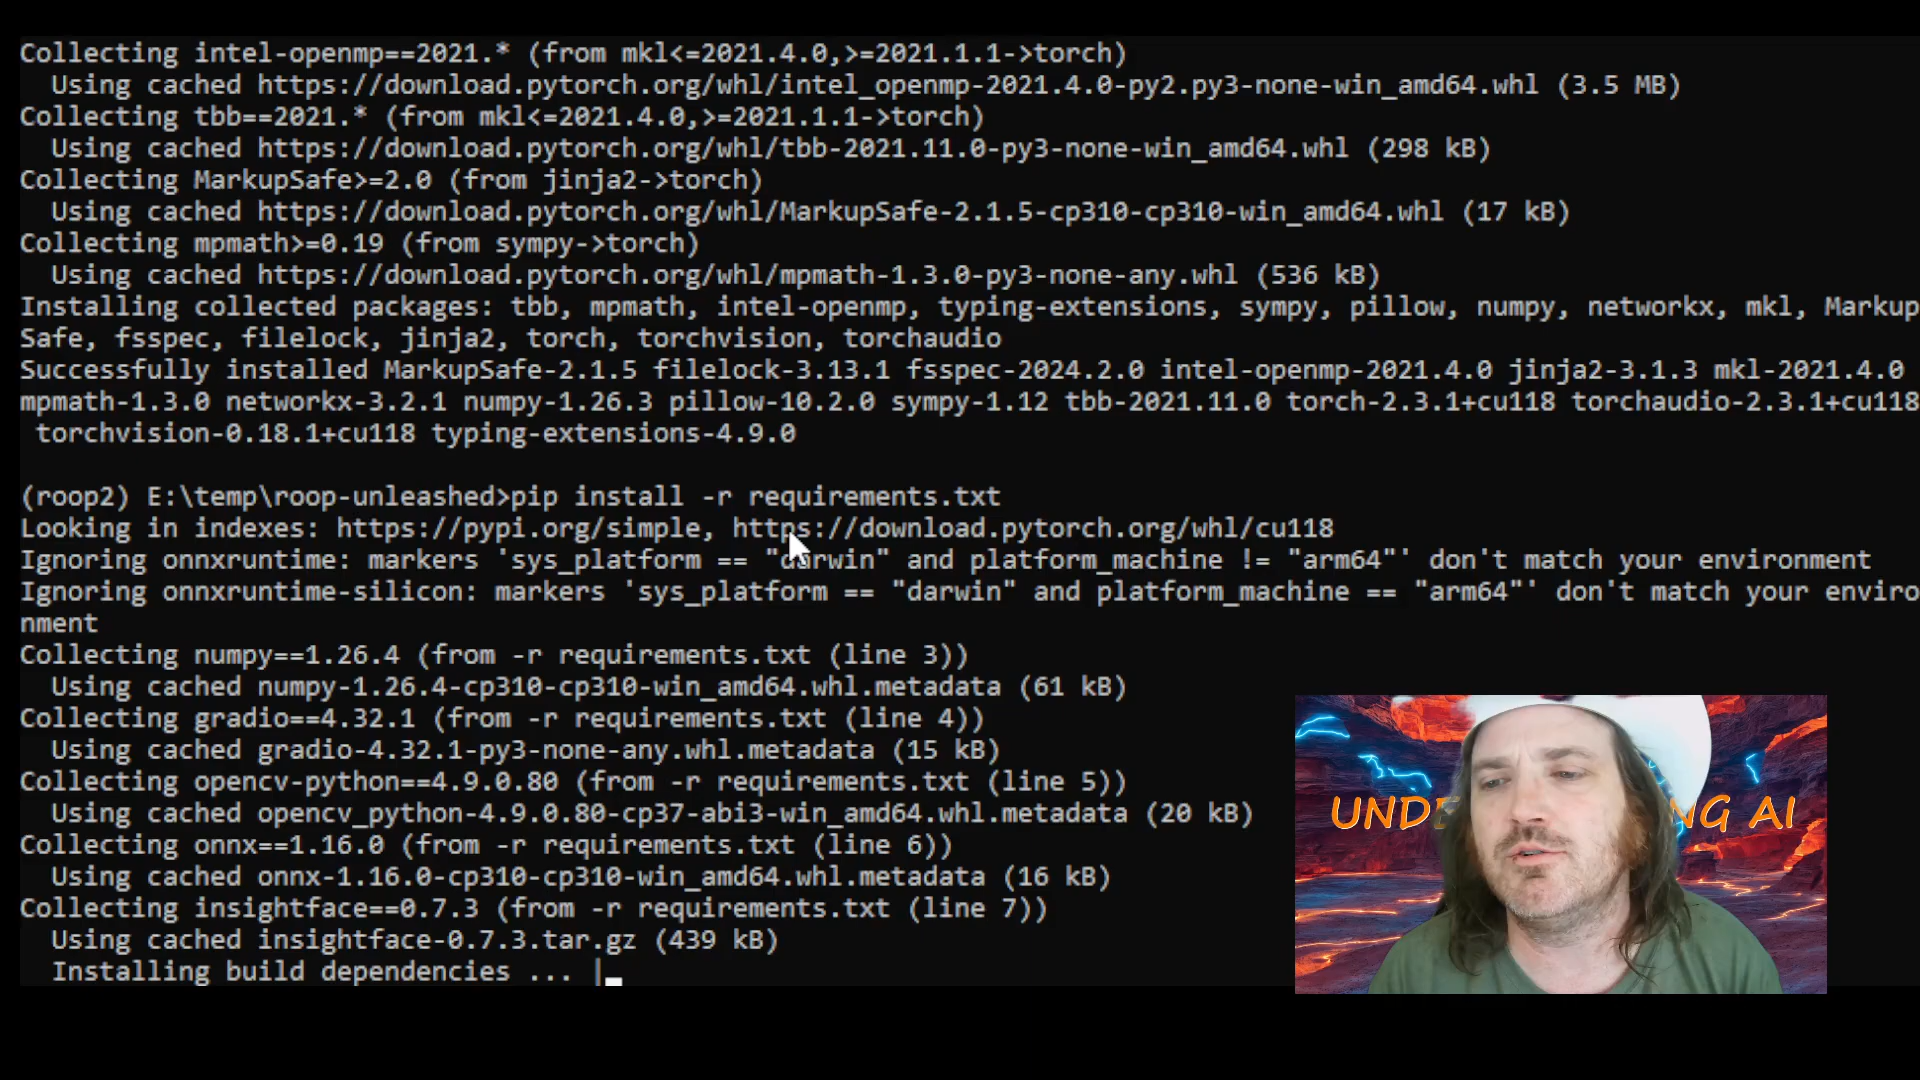 Collecting intel-openmp==2021.* (from mkl<=2021.4.0,>=2021.1.1->torch)
Using cached https://download.pytorch.org/whl/intel_openmp-2021.4.0-py2.py3-none-win_amd64.whl (3.5 MB)
Collecting tbb==2021.* (from mkl<=2021.4.0,>=2021.1.1->torch)
Using cached https://download.pytorch.org/whl/tbb-2021.11.0-py3-none-win_amd64.whl (298 kB)
Collecting MarkupSafe>=2.0 (from jinja2->torch)
Using cached https://download.pytorch.org/whl/MarkupSafe-2.1.5-cp310-cp310-win_amd64.whl (17 kB)
Collecting mpmath>=0.19 (from sympy->torch)
Using cached https://download.pytorch.org/whl/mpmath-1.3.0-py3-none-any.whl (536 kB)
Installing collected packages: tbb, mpmath, intel-openmp, typing-extensions, sympy, pillow, numpy, networkx, mkl, Markup
Safe, fsspec, filelock, jinja2, torch, torchvision, torchaudio
Successfully installed MarkupSafe-2.1.5 filelock-3.13.1 fsspec-2024.2.0 intel-openmp-2021.4.0 jinja2-3.1.3 mkl-2021.4.0
mpmath-1.3.0 networkx-3.2.1 numpy-1.26.3 pillow-10.2.0 sympy-1.12 tbb-2021.11.0 torch-2.3.1+cu118 torchaudio-2.3.1+cu118
torchvision-0.18.1+cu118 typing-extensions-4.9.0
(roop2) E:\temp\roop-unleashed>pip install -r requirements.txt
Looking in indexes: https://pypi.org/simple, https://download.pytorch.org/whl/cu118
Ignoring onnxruntime: markers 'sys_platform == "darwin" and platform_machine != "arm64"' don't match your environment
Ignoring onnxruntime-silicon: markers 'sys_platform == "darwin" and platform_machine == "arm64"' don't match your enviro
nment
Collecting numpy==1.26.4 (from -r requirements.txt (line 3))
Using cached numpy-1.26.4-cp310-cp310-win_amd64.whl.metadata (61 kB)
Collecting gradio==4.32.1 (from -r requirements.txt (line 4))
Using cached gradio-4.32.1-py3-none-any.whl.metadata (15 kB)
Collecting opencv-python==4.9.0.80 (from -r requirements.txt (line 5))
Using cached opencv_python-4.9.0.80-cp37-abi3-win_amd64.whl.metadata (20 kB)
Collecting onnx==1.16.0 (from -r requirements.txt (line 6))
Using cached onnx-1.16.0-cp310-cp310-win_amd64.whl.metadata (16 kB)
Collecting insightface==0.7.3 (from -r requirements.txt (line 7))
Using cached insightface-0.7.3.tar.gz (439 kB)
Installing build dependencies ... |
AI